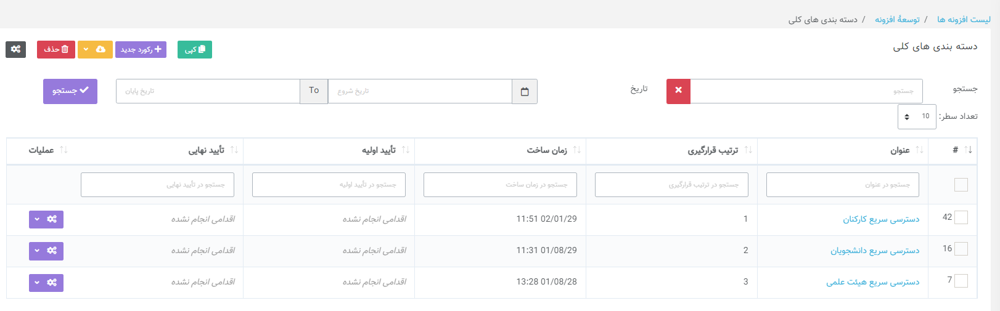 لیست افزونه ها / توسعهٔ افزونه / دسته بندی های کلی
دسته بندی های کلی
کپی
رکورد جدید
حذف
جستجو
جستجو
تاریخ
تاریخ شروع
To
تاریخ پایان
جستجو
تعداد سطر: 10
# عنوان ترتیب قرارگیری زمان ساخت تأیید اولیه تأیید نهایی عملیات
جستجو در عنوان جستجو در ترتیب قرارگیری جستجو در زمان ساخت جستجو در تأیید اولیه جستجو در تأیید نهایی
42 دسترسی سریع کارکنان 1 11:51 02/01/29 اقدامی انجام نشده اقدامی انجام نشده
16 دسترسی سریع دانشجویان 2 11:31 01/08/29 اقدامی انجام نشده اقدامی انجام نشده
7 دسترسی سریع هیئت علمی 3 13:28 01/08/28 اقدامی انجام نشده اقدامی انجام نشده